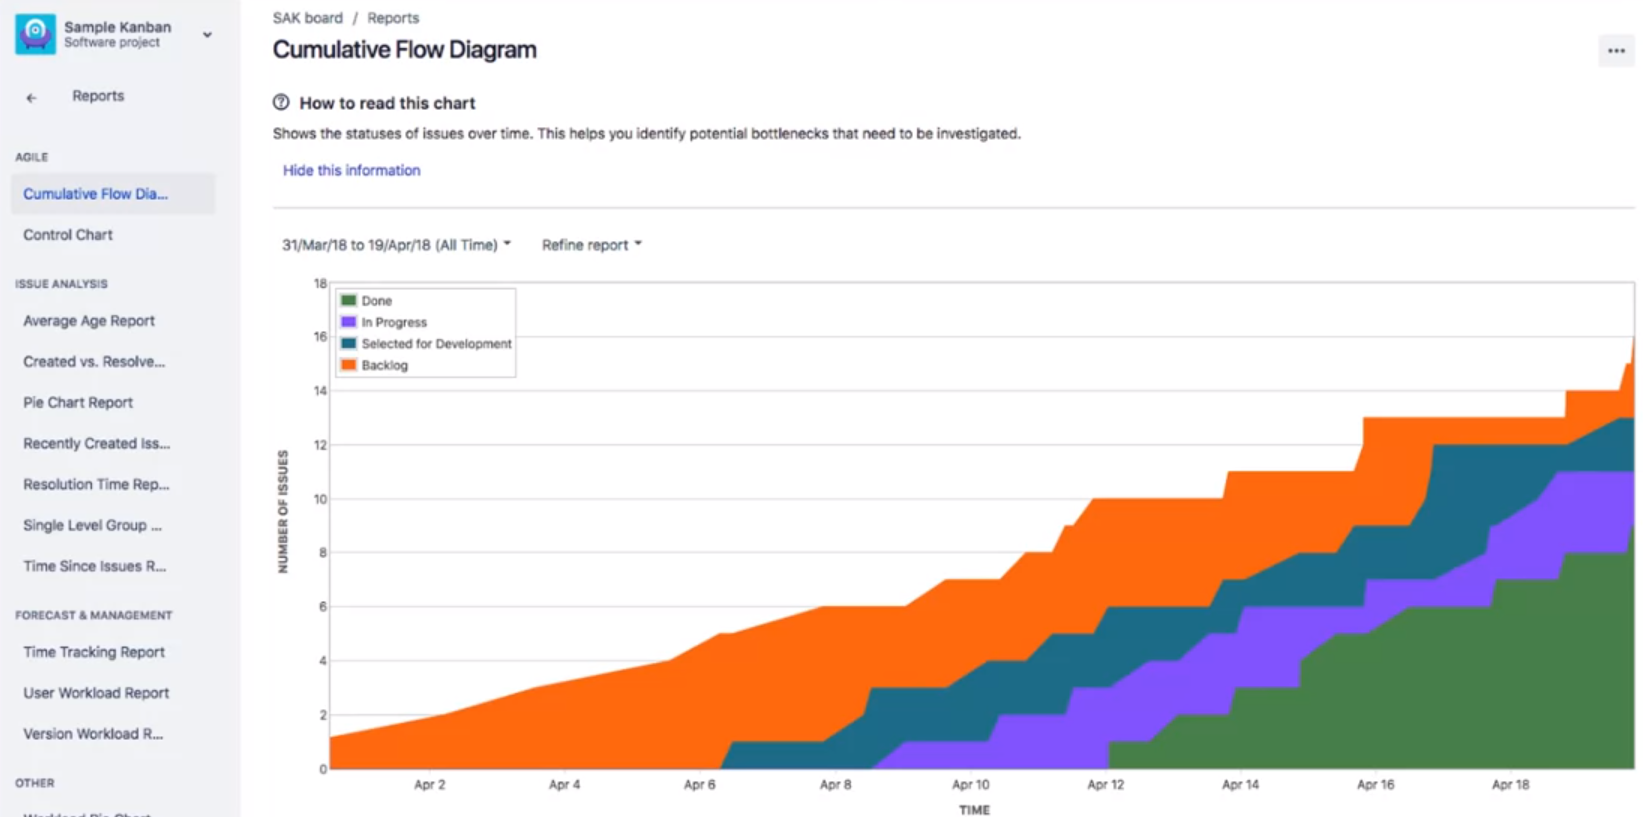 Sample Kanban
Software project
Reports
AGILE
Cumulative Flow Dia...
Control Chart
ISSUE ANALYSIS
Average Age Report
Created vs. Resolve...
Pie Chart Report
Recently Created Iss...
Resolution Time Rep...
Single Level Group ...
Time Since Issues R...
FORECAST & MANAGEMENT
Time Tracking Report
User Workload Report
Version Workload R...
OTHER
SAK board / Reports
Cumulative Flow Diagram
How to read this chart
Shows the statuses of issues over time. This helps you identify potential bottlenecks that need to be investigated.
Hide this information
31/Mar/18 to 19/Apr/18 (All Time) Refine report
Done
In Progress
Selected for Development
Backlog
NUMBER OF ISSUES
18
16
14
12
10
8
6
4
2
0
Apr 2 Apr 4 Apr 6 Apr 8 Apr 10 Apr 12 Apr 14 Apr 16 Apr 18
TIME